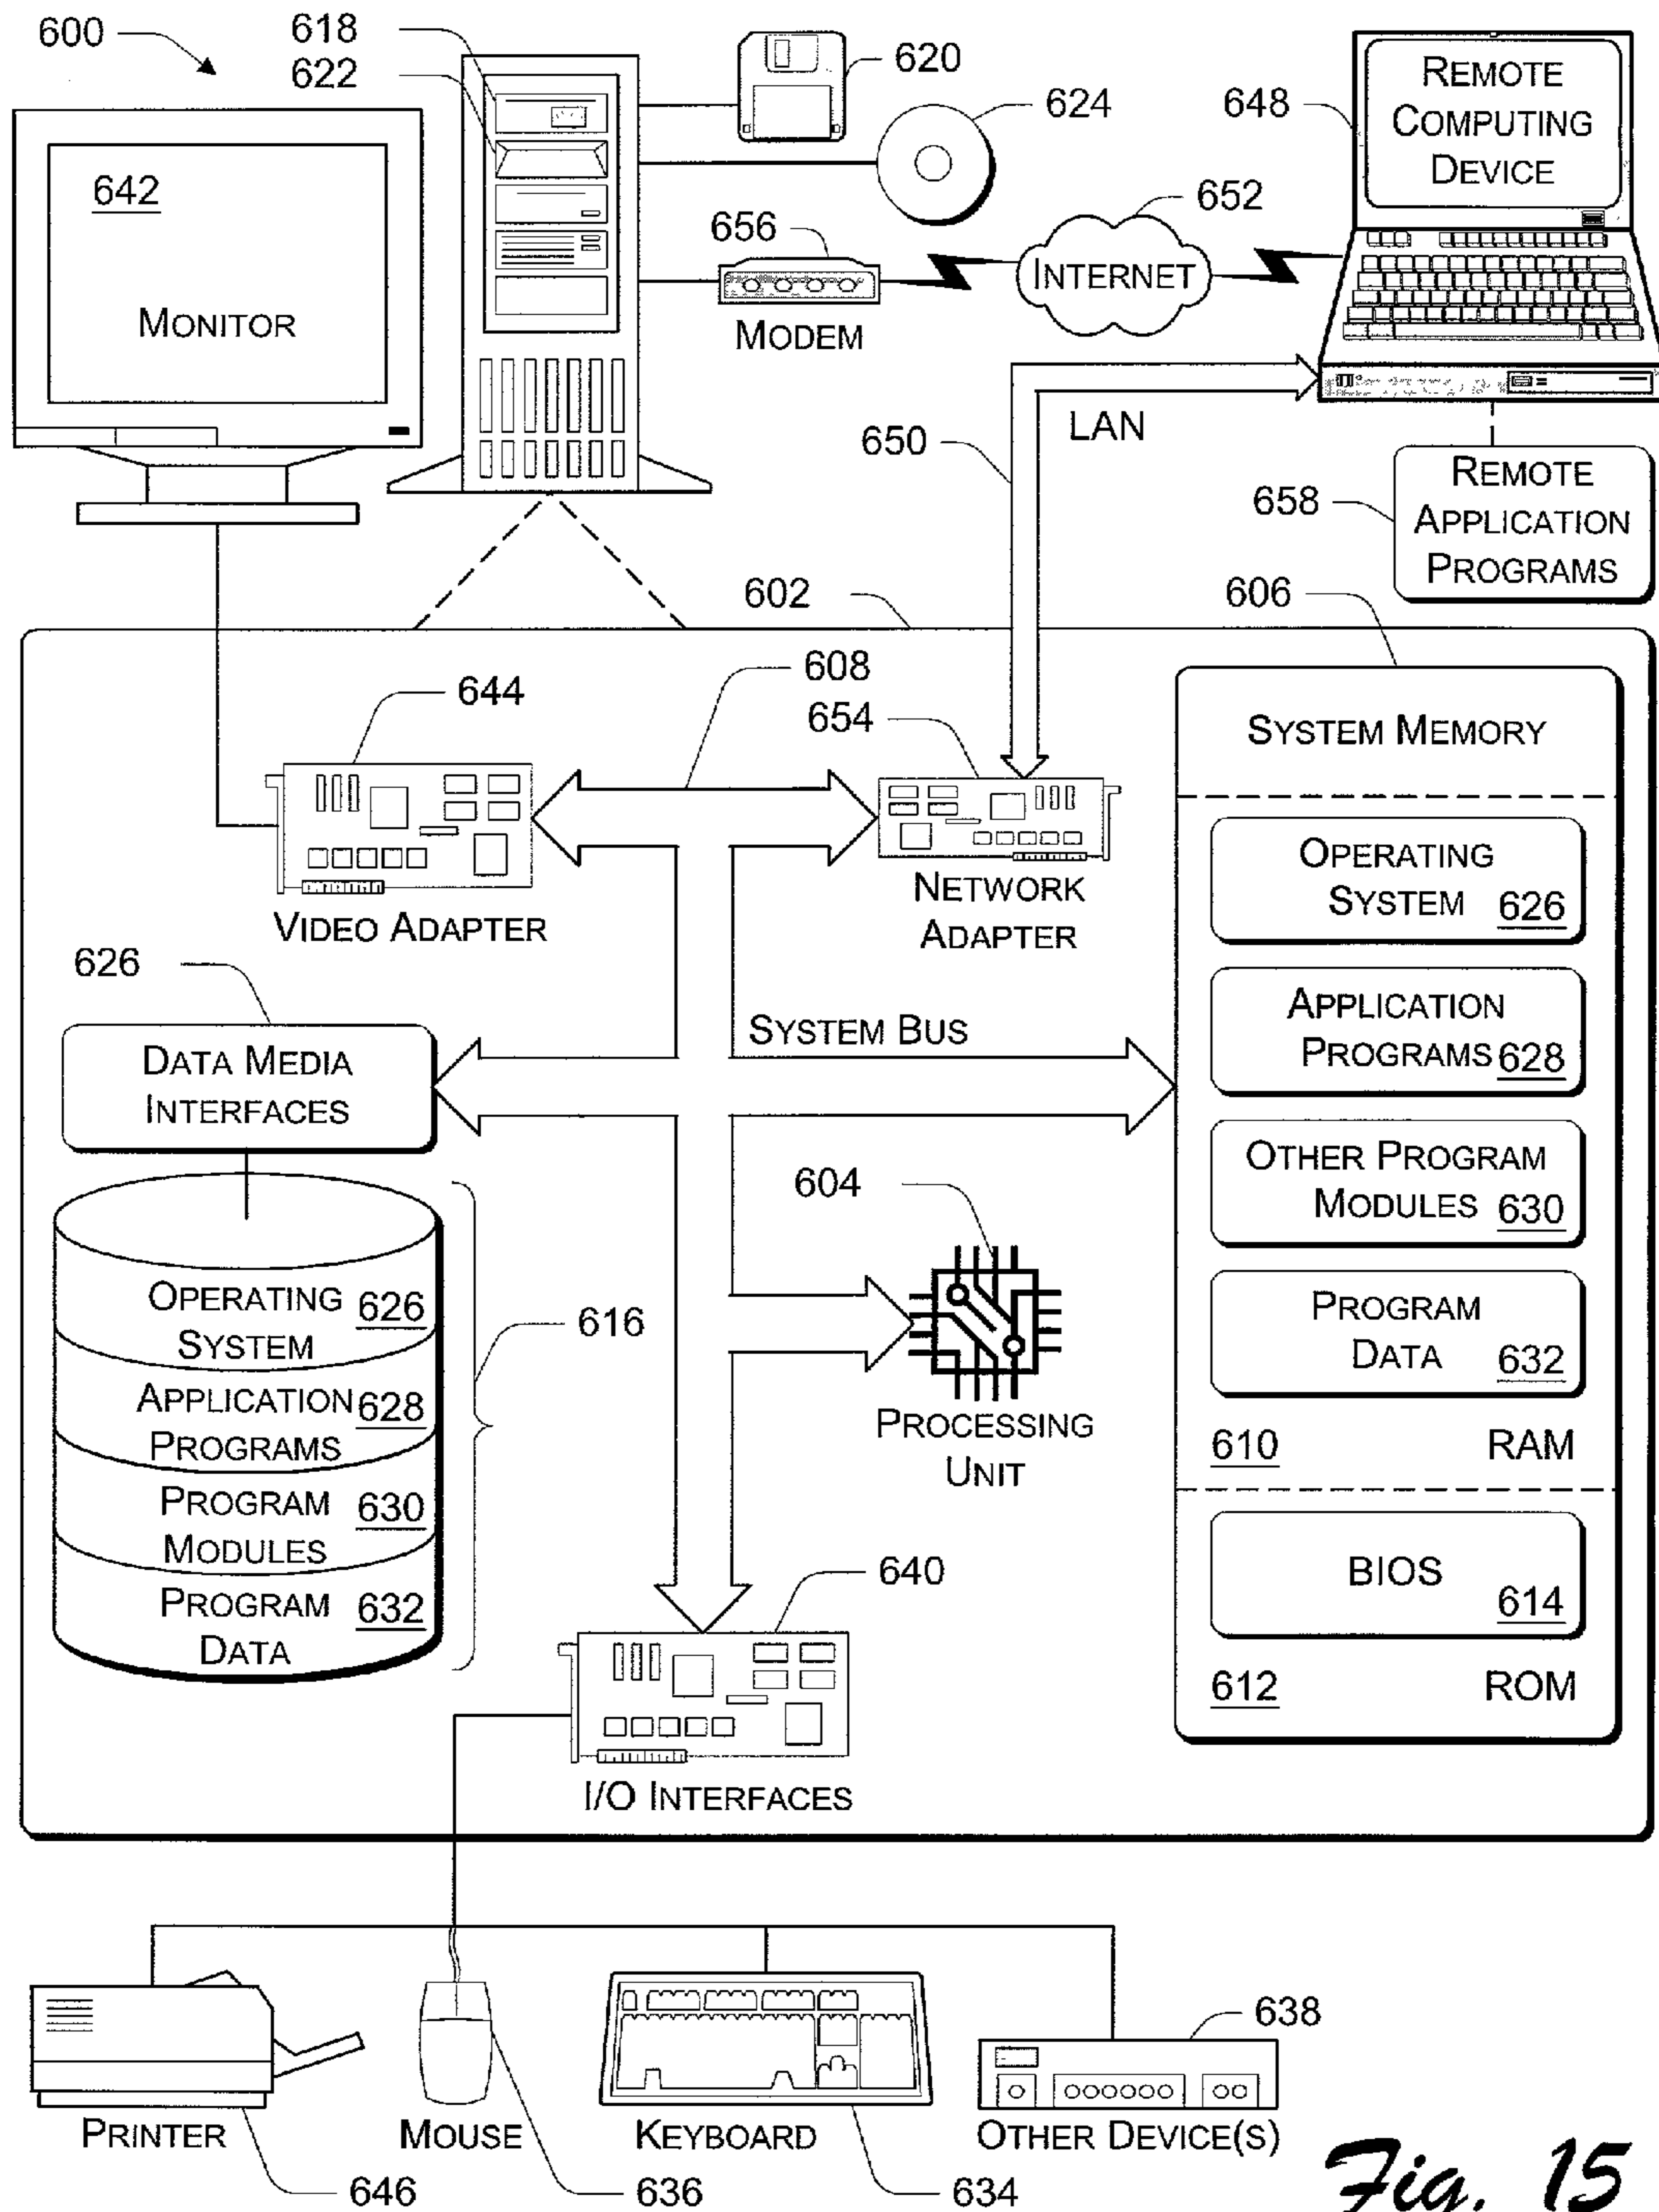 600
618
622
620
624
648
REMOTE
COMPUTING
DEVICE
642
MONITOR
656
MODEM
652
INTERNET
650
LAN
658
REMOTE
APPLICATION
PROGRAMS
602
606
644
VIDEO ADAPTER
608
654
NETWORK
ADAPTER
SYSTEM MEMORY
OPERATING
SYSTEM 626
APPLICATION
PROGRAMS 628
OTHER PROGRAM
MODULES 630
PROGRAM
DATA 632
610 RAM
BIOS
614
612 ROM
626
DATA MEDIA
INTERFACES
SYSTEM BUS
OPERATING 626
SYSTEM
APPLICATION 628
PROGRAMS
PROGRAM 630
MODULES
PROGRAM 632
DATA
616
604
PROCESSING
UNIT
640
I/O INTERFACES
PRINTER
646
MOUSE
636
KEYBOARD
634
638
OTHER DEVICE(S)
Fig. 15